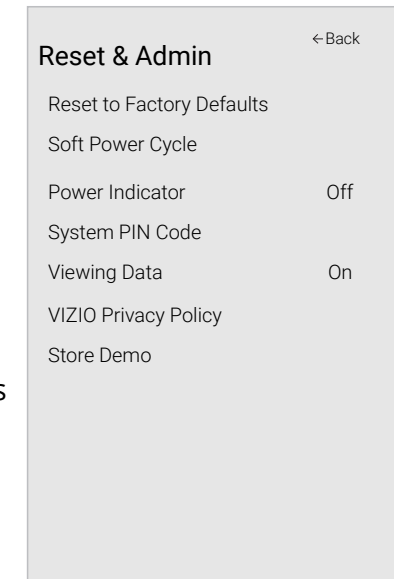 ←Back
Reset & Admin
Reset to Factory Defaults
Soft Power Cycle
Power Indicator Off
System PIN Code
Viewing Data On
VIZIO Privacy Policy
Store Demo
s